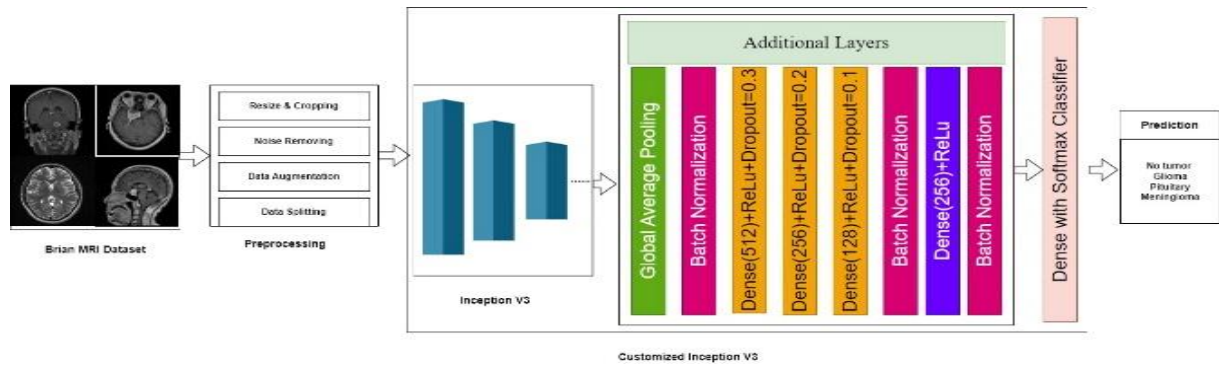 Brian MRI Dataset
Resize & Cropping
Noise Removing
Data Augmentation
Data Splitting
Preprocessing
Inception V3
Additional Layers
Global Average Pooling
Batch Normalization
Dense(512)+ReLu+Dropout=0.3
Dense(256)+ReLu+Dropout=0.2
Dense(128)+ReLu+Dropout=0.1
Batch Normalization
Dense(256)+ReLu
Batch Normalization
Dense with Softmax Classifier
Customized Inception V3
Prediction
No tumor
Glioma
Pituitary
Meningioma